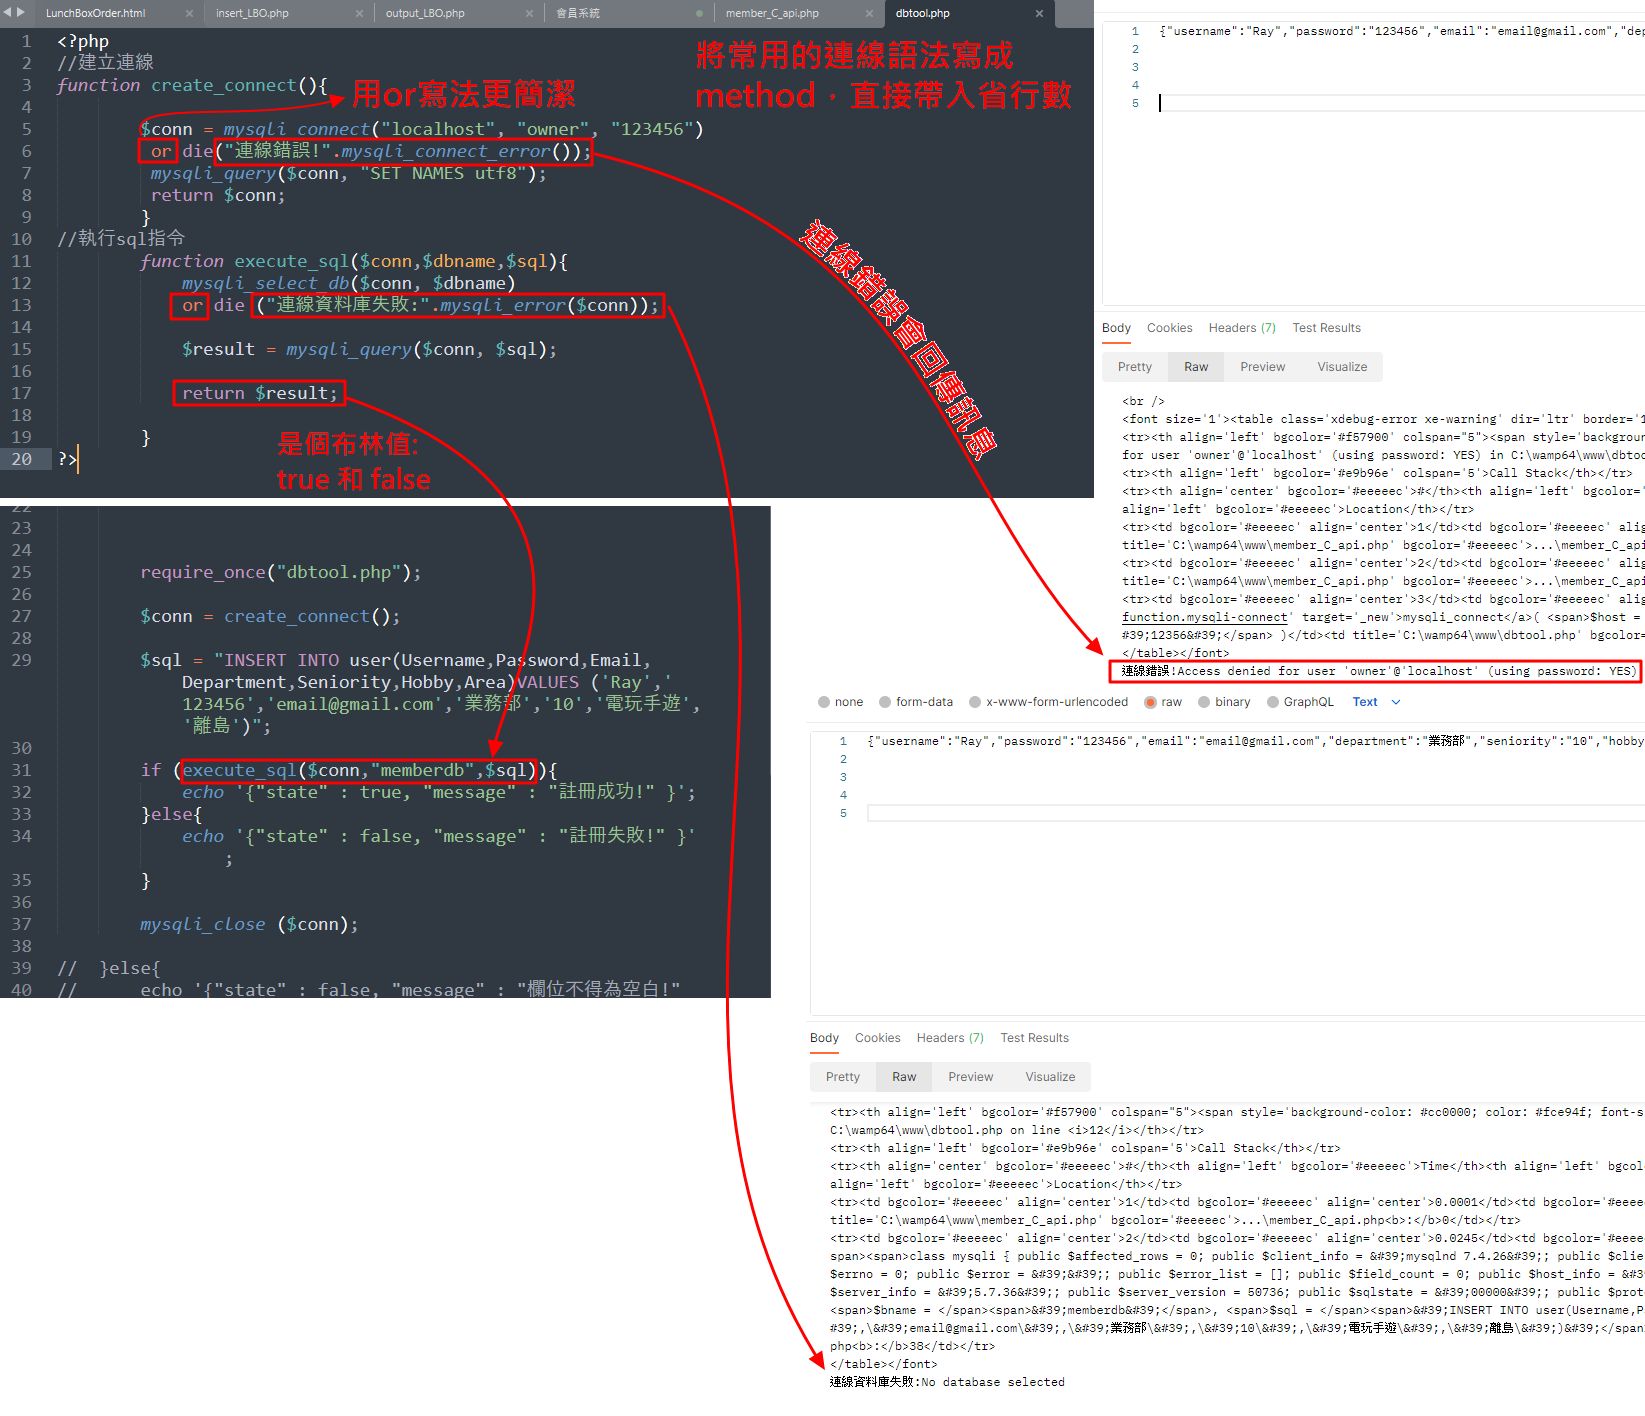 LunchBoxOrder.html × insert_LBO.php × output_LBO.php × 會員系統 member_C_api.php × dbtool.php ×
1 <?php
2 //建立連線
3 function create_connect(){
4
5 $conn = mysqli_connect("localhost", "owner", "123456")
6 or die("連線錯誤!".mysqli_connect_error());
7 mysqli_query($conn, "SET NAMES utf8");
8 return $conn;
9 }
10 //執行sql指令
11 function execute_sql($conn,$dbname,$sql){
12 mysqli_select_db($conn, $dbname)
13 or die ("連線資料庫失敗:".mysqli_error($conn));
14
15 $result = mysqli_query($conn, $sql);
16
17 return $result;
18
19 }
20 ?>
用or寫法更簡潔
將常用的連線語法寫成
method，直接帶入省行數
連線錯誤會回傳訊息
是個布林值:
true 和 false
22
23
24
25 require_once("dbtool.php");
26
27 $conn = create_connect();
28
29 $sql = "INSERT INTO user(Username,Password,Email,
Department,Seniority,Hobby,Area)VALUES ('Ray','
123456','email@gmail.com','業務部','10','電玩手遊',
'離島')";
30
31 if (execute_sql($conn,"memberdb",$sql)){
32 echo '{"state" : true, "message" : "註冊成功!" }';
33 }else{
34 echo '{"state" : false, "message" : "註冊失敗!" }'
;
35 }
36
37 mysqli_close ($conn);
38
39 // }else{
40 // echo '{"state" : false, "message" : "欄位不得為空白!"
1 {"username":"Ray","password":"123456","email":"email@gmail.com","dep
2
3
4
5
Body Cookies Headers (7) Test Results
Pretty Raw Preview Visualize
<br />
<font size='1'><table class='xdebug-error xe-warning' dir='ltr' border='1
<tr><th align='left' bgcolor='#f57900' colspan="5"><span style='backgroun
for user 'owner'@'localhost' (using password: YES) in C:\wamp64\www\dbtoo
<tr><th align='left' bgcolor='#e9b96e' colspan='5'>Call Stack</th></tr>
<tr><th align='center' bgcolor='#eeeeec'>#</th><th align='left' bgcolor='
align='left' bgcolor='#eeeeec'>Location</th></tr>
<tr><td bgcolor='#eeeeec' align='center'>1</td><td bgcolor='#eeeeec' alig
title='C:\wamp64\www\member_C_api.php' bgcolor='#eeeeec'>...\member_C_api
<tr><td bgcolor='#eeeeec' align='center'>2</td><td bgcolor='#eeeeec' alig
title='C:\wamp64\www\member_C_api.php' bgcolor='#eeeeec'>...\member_C_api
<tr><td bgcolor='#eeeeec' align='center'>3</td><td bgcolor='#eeeeec' alig
function.mysqli-connect' target='_new'>mysqli_connect</a>( <span>$host =
#39;12356&#39;</span> )</td><td title='C:\wamp64\www\dbtool.php' bgcolor=
</table></font>
連線錯誤!Access denied for user 'owner'@'localhost' (using password: YES)
none form-data x-www-form-urlencoded raw binary GraphQL Text
1 {"username":"Ray","password":"123456","email":"email@gmail.com","department":"業務部","seniority":"10","hobby
2
3
4
5
Body Cookies Headers (7) Test Results
Pretty Raw Preview Visualize
<tr><th align='left' bgcolor='#f57900' colspan="5"><span style='background-color: #cc0000; color: #fce94f; font-s
C:\wamp64\www\dbtool.php on line <i>12</i></th></tr>
<tr><th align='left' bgcolor='#e9b96e' colspan='5'>Call Stack</th></tr>
<tr><th align='center' bgcolor='#eeeeec'>#</th><th align='left' bgcolor='#eeeeec'>Time</th><th align='left' bgcol
align='left' bgcolor='#eeeeec'>Location</th></tr>
<tr><td bgcolor='#eeeeec' align='center'>1</td><td bgcolor='#eeeeec' align='center'>0.0001</td><td bgcolor='#eeee
title='C:\wamp64\www\member_C_api.php' bgcolor='#eeeeec'>...\member_C_api.php<b>:</b>0</td></tr>
<tr><td bgcolor='#eeeeec' align='center'>2</td><td bgcolor='#eeeeec' align='center'>0.0245</td><td bgcolor='#eeee
span><span>class mysqli { public $affected_rows = 0; public $client_info = &#39;mysqlnd 7.4.26&#39;; public $clie
$errno = 0; public $error = &#39;&#39;; public $error_list = []; public $field_count = 0; public $host_info = &#39
$server_info = &#39;5.7.36&#39;; public $server_version = 50736; public $sqlstate = &#39;00000&#39;; public $prot
<span>$bname = </span><span>&#39;memberdb&#39;</span>, <span>$sql = </span><span>&#39;INSERT INTO user(Username,P
#39;,\&#39;email@gmail.com\&#39;,\&#39;業務部\&#39;,\&#39;10\&#39;,\&#39;電玩手遊\&#39;,\&#39;離島\&#39;)&#39;</span
php<b>:</b>38</td></tr>
</table></font>
連線資料庫失敗:No database selected